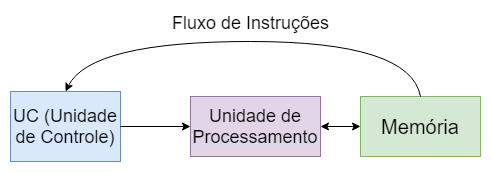 Fluxo de Instruções
UC (Unidade
de Controle)
Unidade de
Processamento
Memória